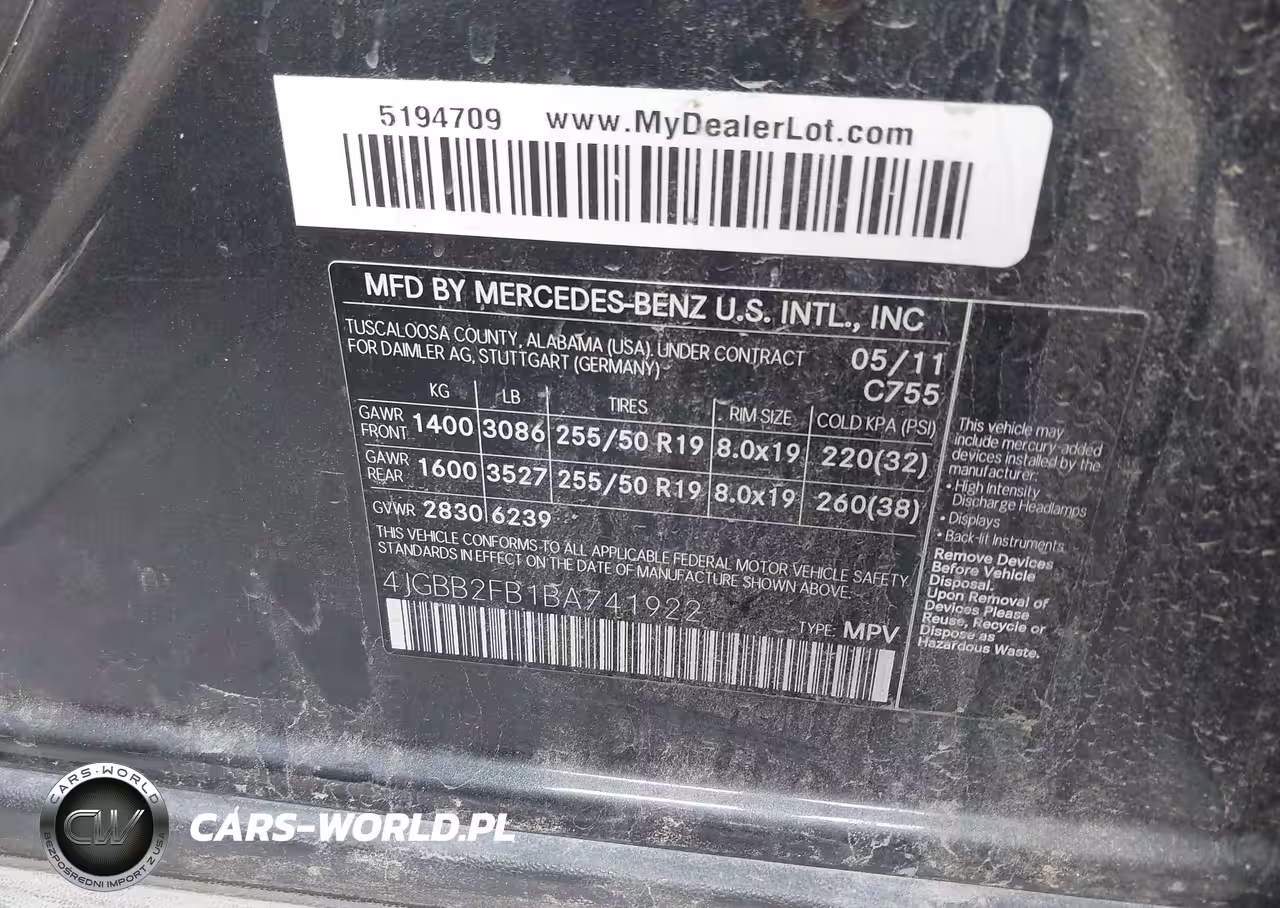 5194709 www.MyDealerLot.com
MFD BY MERCEDES-BENZ U.S. INTL., INC
TUSCALOOSA COUNTY, ALABAMA (USA). UNDER CONTRACT
FOR DAIMLER AG, STUTTGART (GERMANY)
05/11
C755
KG LB TIRES RIM SIZE COLD KPA (PSI)
GAWR FRONT 1400 3086 255/50 R19 8.0x19 220(32)
GAWR REAR 1600 3527 255/50 R19 8.0x19 260(38)
GVWR 2830 6239
THIS VEHICLE CONFORMS TO ALL APPLICABLE FEDERAL MOTOR VEHICLE SAFETY
STANDARDS IN EFFECT ON THE DATE OF MANUFACTURE SHOWN ABOVE.
4JGBB2FB1BA741922
TYPE: MPV
This vehicle may
include mercury-added
devices installed by the
manufacturer:
• High Intensity
Discharge Headlamps
• Displays
• Back-lit Instruments
Remove Devices
Before Vehicle
Disposal.
Upon Removal of
Devices Please
Reuse, Recycle or
Dispose as
Hazardous Waste.
CARS-WORLD
CW
BEZPOŚREDNI IMPORT Z USA
CARS-WORLD.PL